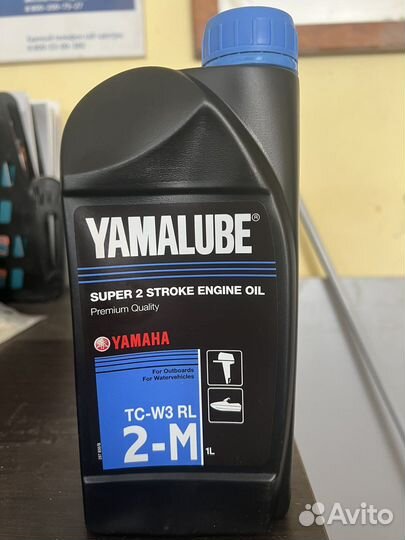 YAMALUBE®
SUPER 2 STROKE ENGINE OIL
Premium Quality
YAMAHA
For Outboards
For Watervehicles
TC-W3 RL
2-M
1L
Avito